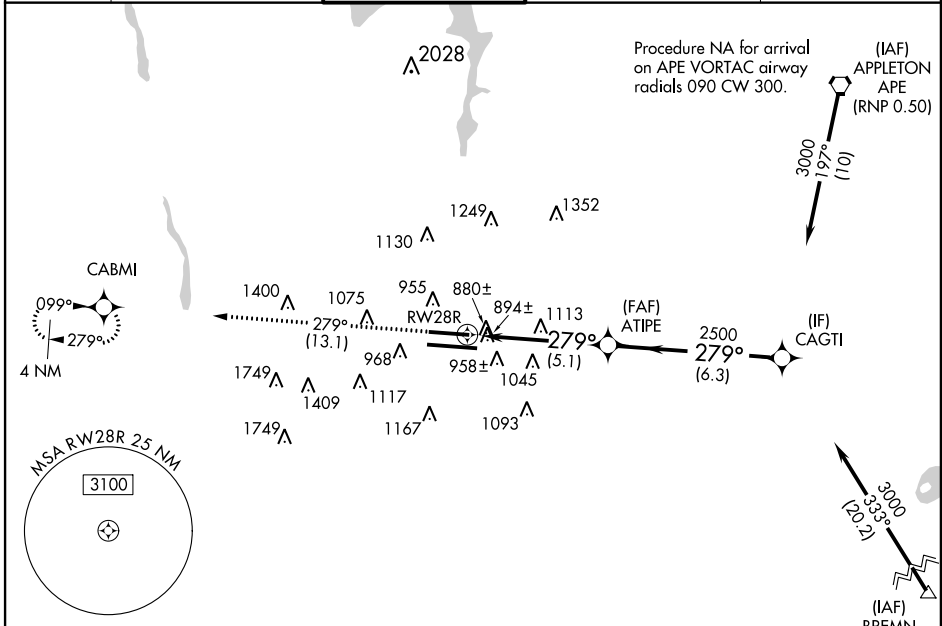 2028
Procedure NA for arrival
on APE VORTAC airway
radials 090 CW 300.
(IAF)
APPLETON
APE
(RNP 0.50)
3000
197°
(10)
1249
1352
1130
CABMI
099°
279°
4 NM
1400
1075
955
880±
894±
1113
RW28R
279°
(13.1)
(FAF)
ATIPE
279°
(5.1)
2500
279°
(6.3)
(IF)
CAGTI
968
958±
1045
1749
1409
1117
1167
1093
1749
MSA RW28R 25 NM
3100
3000
333°
(20.2)
(IAF)